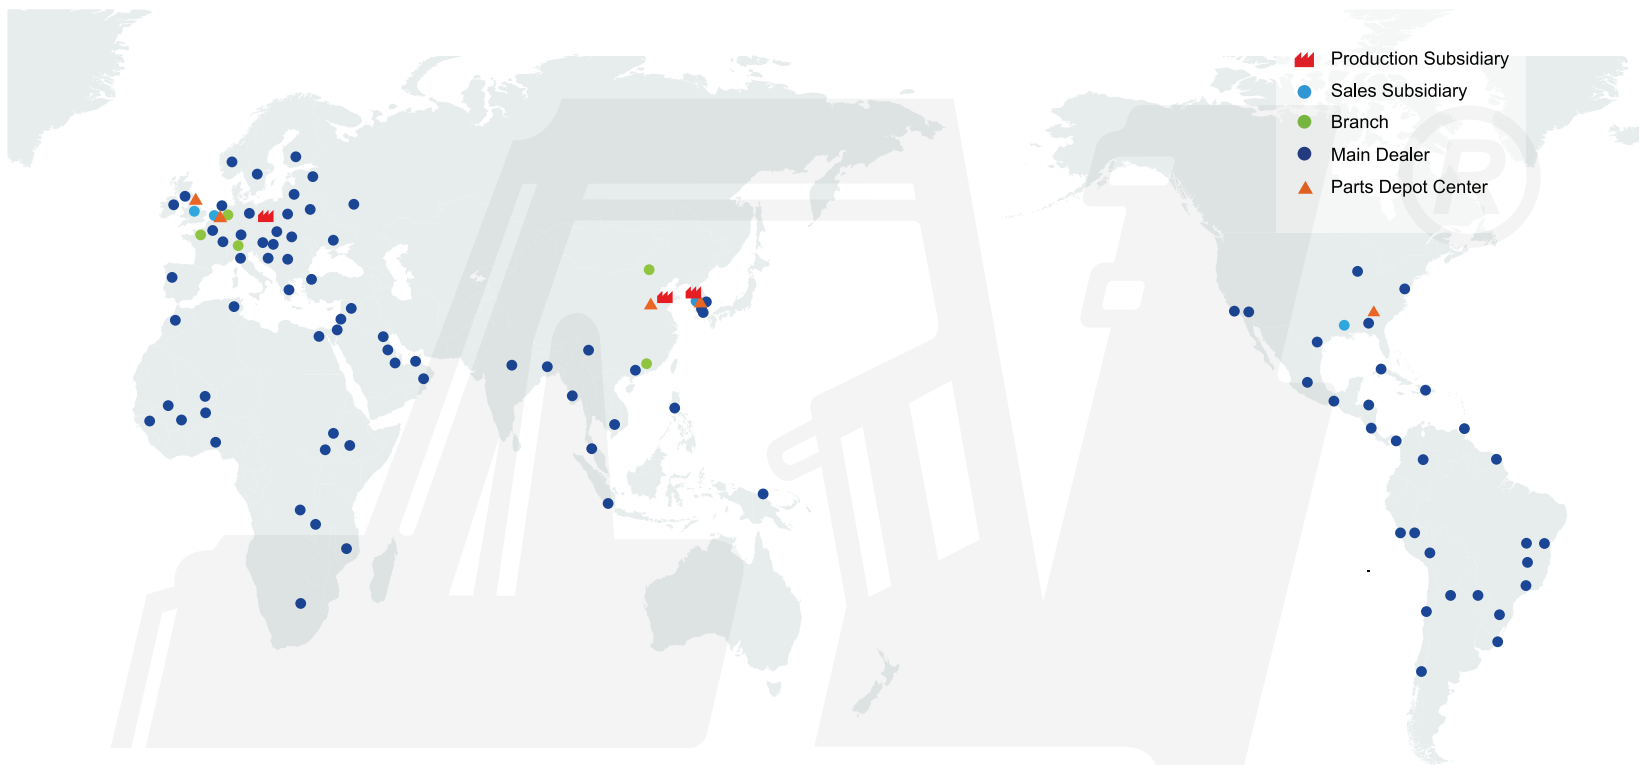 Production Subsidiary
Sales Subsidiary
Branch
Main Dealer
Parts Depot Center
R